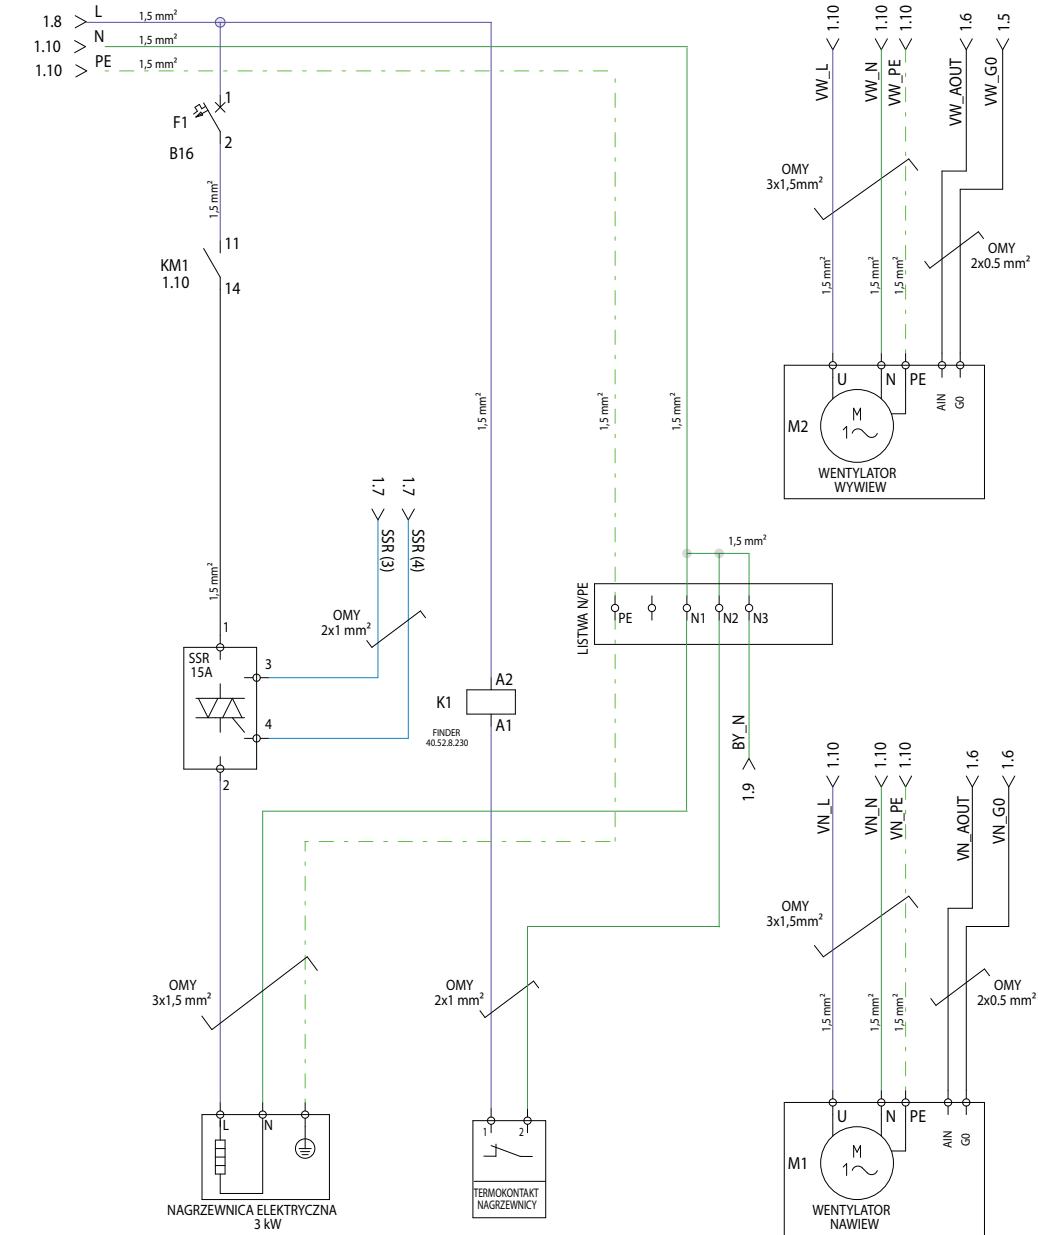 1.8 L 1,5 mm²
1.10 N 1,5 mm²
1.10 PE 1,5 mm²
1
F1
2
B16
1,5 mm²
11
KM1
1.10
14
1,5 mm²
1
SSR
15A
3
4
2
1.7
1.7
SSR (3)
SSR (4)
OMY
2x1 mm²
1,5 mm²
1,5 mm²
1,5 mm²
A2
K1
A1
FINDER
40.52.8.230
1,5 mm²
LISTWA N/PE
PE
N1
N2
N3
BY_N
1.9
OMY
3x1,5 mm²
L
N
NAGRZEWNICA ELEKTRYCZNA
3 kW
OMY
2x1 mm²
1
2
TERMOKONTAKT
NAGRZEWNICY
1.10
1.10
1.10
1.6
1.5
VW_L
VW_N
VW_PE
VW_AOUT
VW_G0
OMY
3x1,5mm²
OMY
2x0.5 mm²
1,5 mm²
1,5 mm²
1,5 mm²
U
N
PE
AIN
G0
M2
M
1
WENTYLATOR
WYWIEW
1.10
1.10
1.10
1.6
1.6
VN_L
VN_N
VN_PE
VN_AOUT
VN_G0
OMY
3x1,5mm²
OMY
2x0.5 mm²
1,5 mm²
1,5 mm²
1,5 mm²
U
N
PE
AIN
G0
M1
M
1
WENTYLATOR
NAWIEW